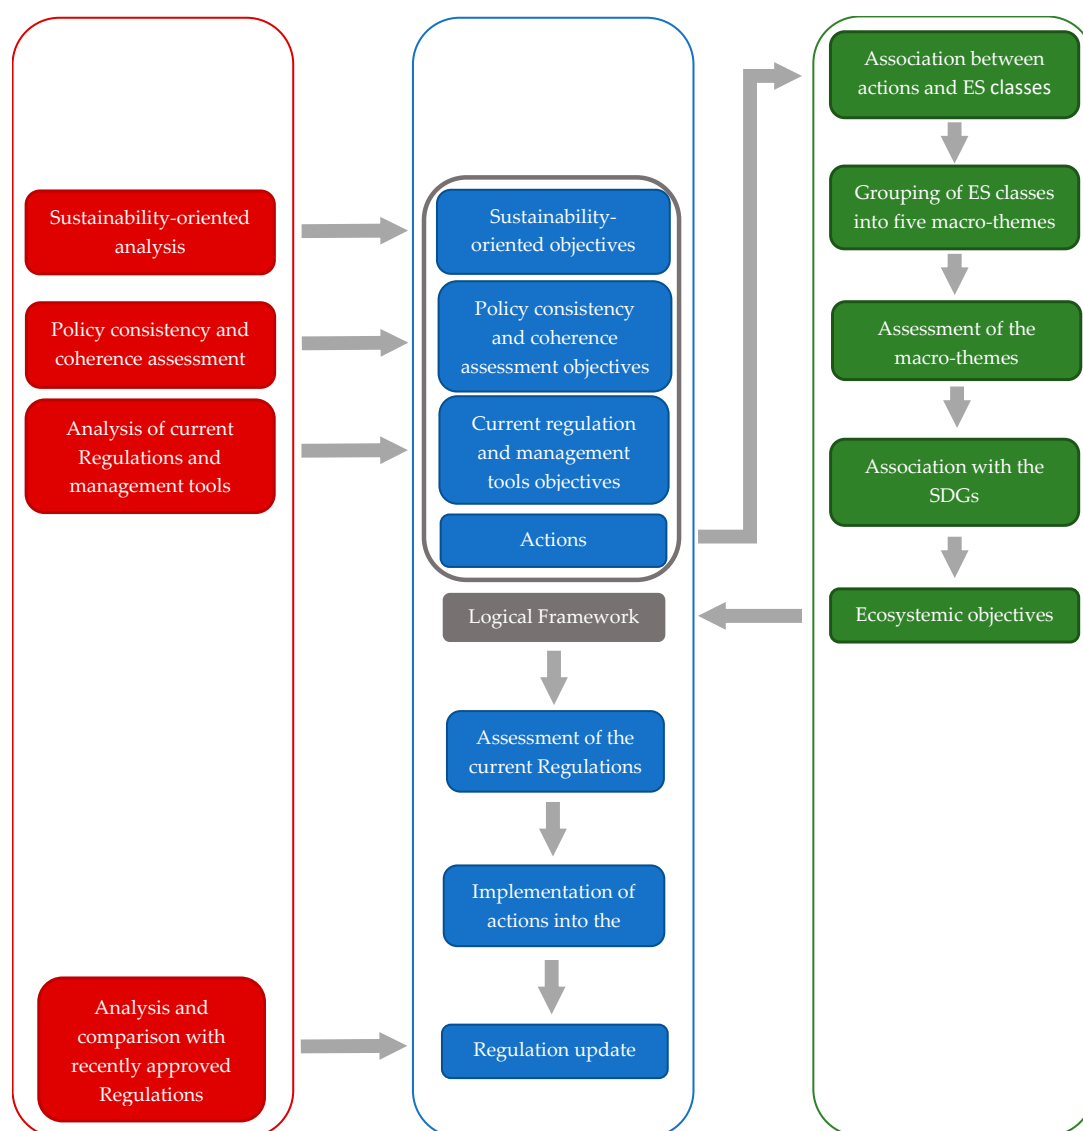 Sustainability-oriented
analysis
Policy consistency and
coherence assessment
Analysis of current
Regulations and
management tools
Analysis and
comparison with
recently approved
Regulations
Sustainability-
oriented objectives
Policy consistency
and coherence
assessment objectives
Current regulation
and management
tools objectives
Actions
Logical Framework
Assessment of the
current Regulations
Implementation of
actions into the
Regulation update
Association between
actions and ES classes
Grouping of ES classes
into five macro-themes
Assessment of the
macro-themes
Association with the
SDGs
Ecosystemic objectives